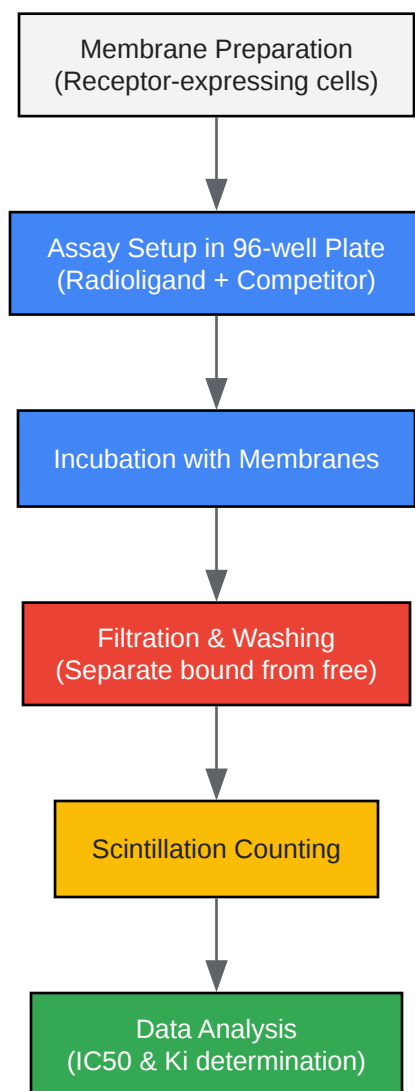 Membrane Preparation
(Receptor-expressing cells)
Assay Setup in 96-well Plate
(Radioligand + Competitor)
Incubation with Membranes
Filtration & Washing
(Separate bound from free)
Scintillation Counting
Data Analysis
(IC50 & Ki determination)